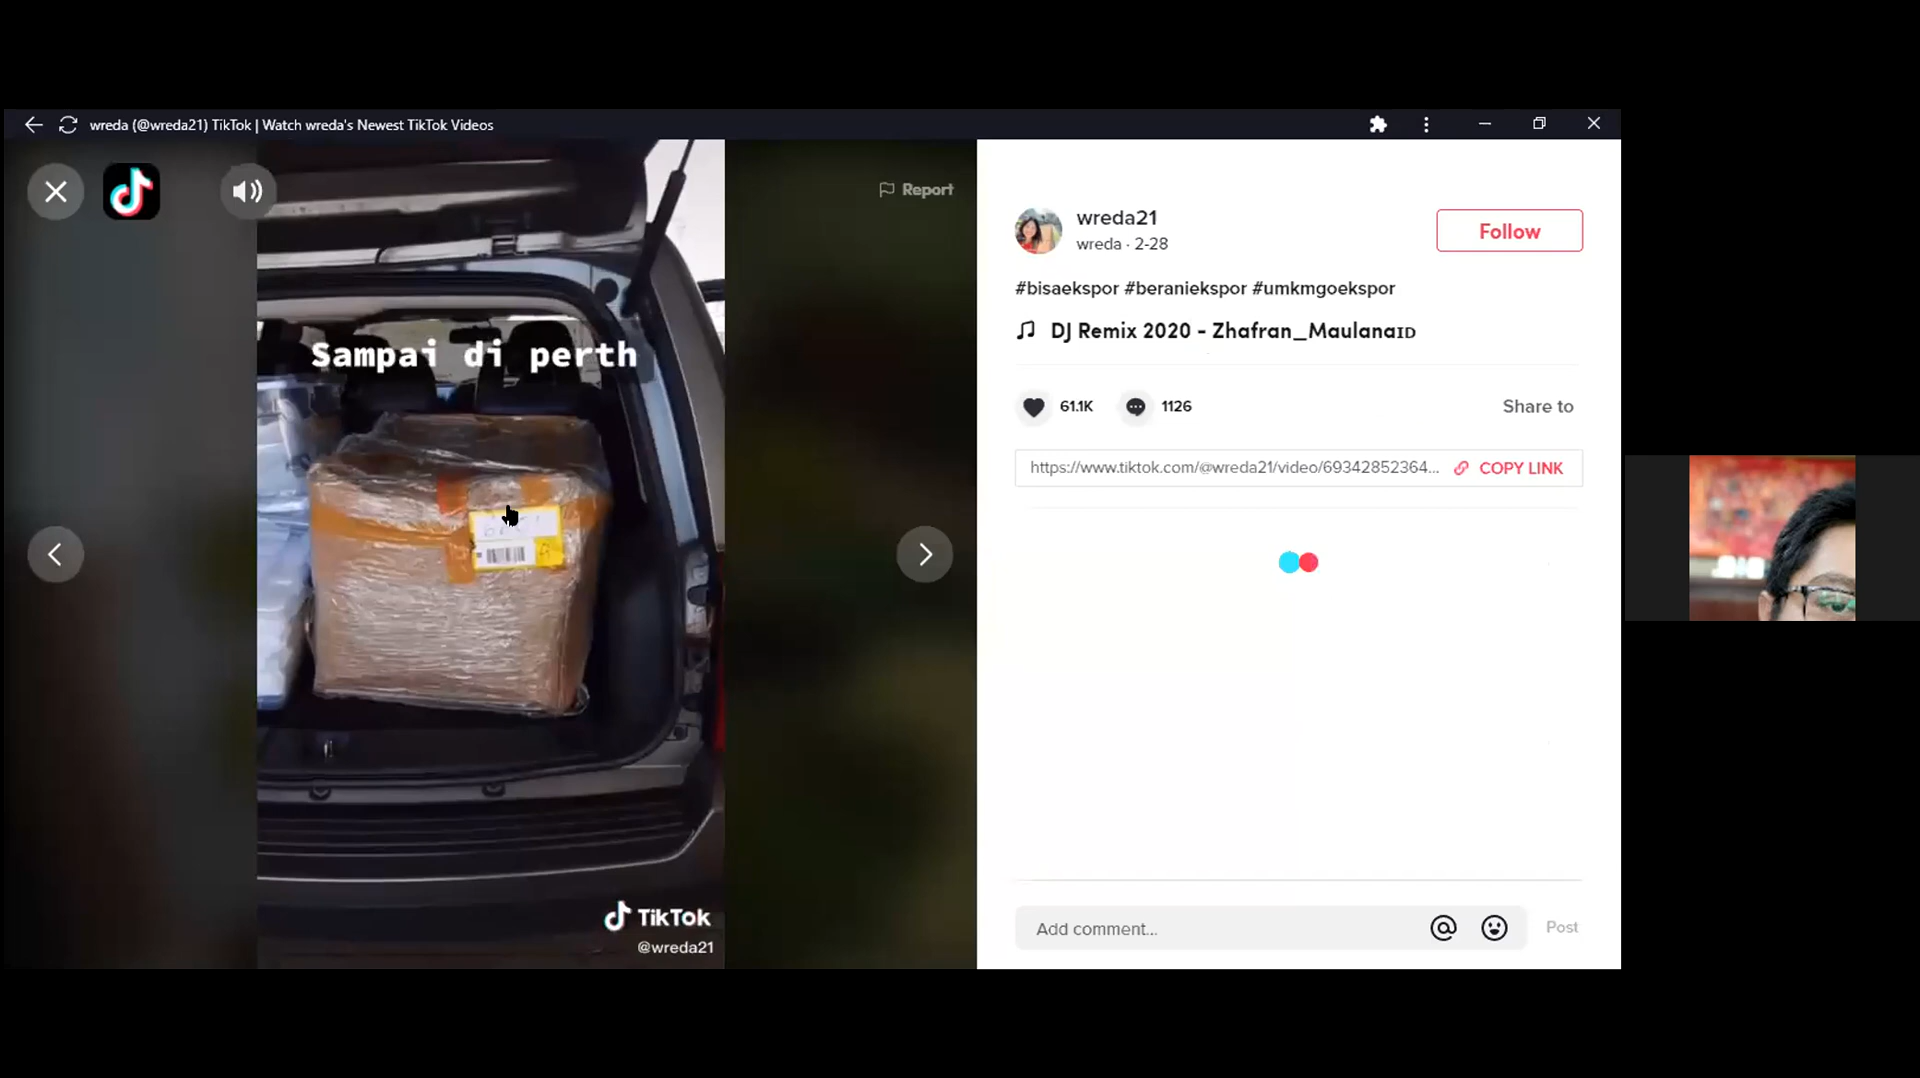 wreda (@wreda21) TikTok | Watch wreda's Newest TikTok Videos
Report
Sampai di perth
TikTok
@wreda21
wreda21
wreda · 2-28
Follow
#bisaekspor #beraniekspor #umkmgoekspor
DJ Remix 2020 - Zhafran_Maulanaɪᴅ
61.1K
1126
Share to
https://www.tiktok.com/@wreda21/video/69342852364...
COPY LINK
Add comment...
Post